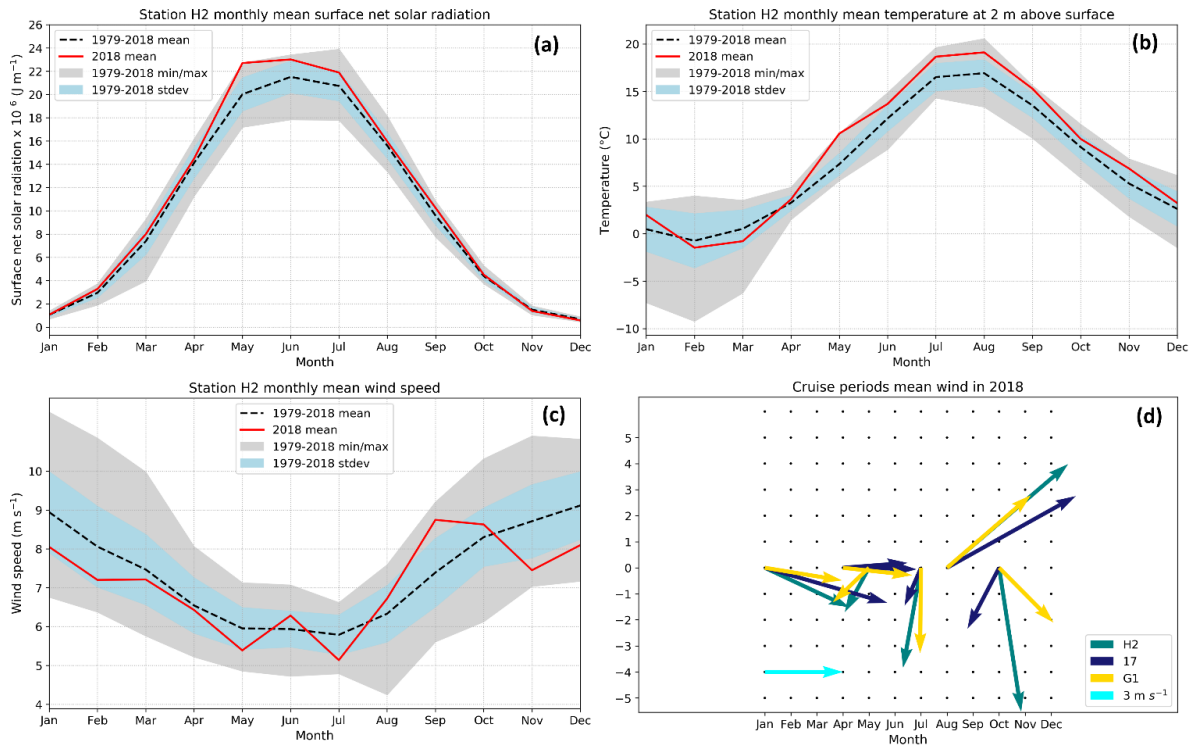 Station H2 monthly mean surface net solar radiation
(a)
1979-2018 mean
2018 mean
1979-2018 min/max
1979-2018 stdev
Surface net solar radiation x 10 6 (J m−1)
26
24
22
20
18
16
14
12
10
8
6
4
2
0
Jan Feb Mar Apr May Jun Jul Aug Sep Oct Nov Dec
Month
Station H2 monthly mean temperature at 2 m above surface
(b)
1979-2018 mean
2018 mean
1979-2018 min/max
1979-2018 stdev
Temperature (°C)
20
15
10
5
0
−5
−10
Jan Feb Mar Apr May Jun Jul Aug Sep Oct Nov Dec
Month
Station H2 monthly mean wind speed
(c)
1979-2018 mean
2018 mean
1979-2018 min/max
1979-2018 stdev
Wind speed (m s−1)
10
9
8
7
6
5
4
Jan Feb Mar Apr May Jun Jul Aug Sep Oct Nov Dec
Month
Cruise periods mean wind in 2018
(d)
6
5
4
3
2
1
0
−1
−2
−3
−4
−5
H2
17
G1
3 m s−1
Jan Feb Mar Apr May Jun Jul Aug Sep Oct Nov Dec
Month